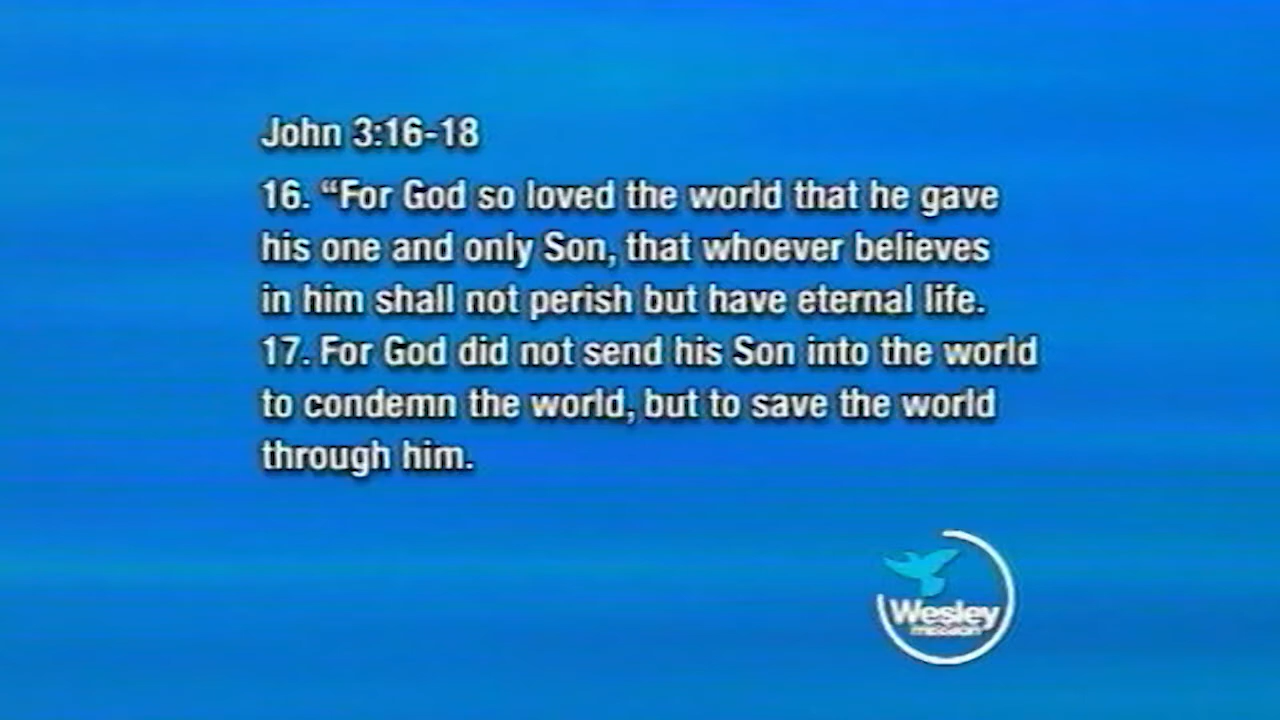 John 3:16-18
16. “For God so loved the world that he gave
his one and only Son, that whoever believes
in him shall not perish but have eternal life.
17. For God did not send his Son into the world
to condemn the world, but to save the world
through him.
Wesley
mission